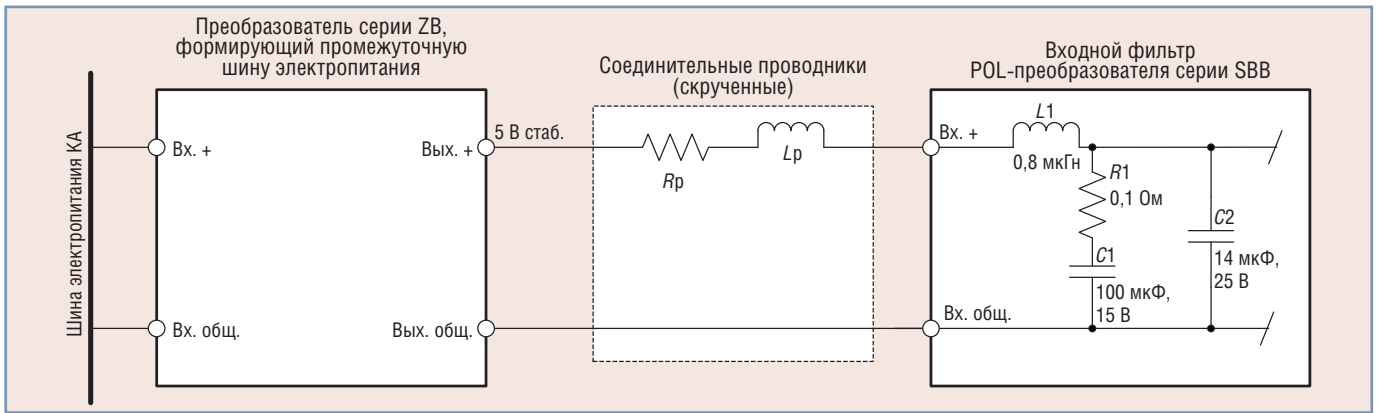 Шина электропитания КА
Преобразователь серии ZB,
формирующий промежуточную
шину электропитания
Вх. +
Вых. +
Вх. общ.
Вых. общ.
5 В стаб.
Соединительные проводники
(скрученные)
Rр
Lр
Входной фильтр
POL-преобразователя серии SBB
Вх. +
L1
0,8 мкГн
R1
0,1 Ом
C1
100 мкФ,
15 В
C2
14 мкФ,
25 В
Вх. общ.